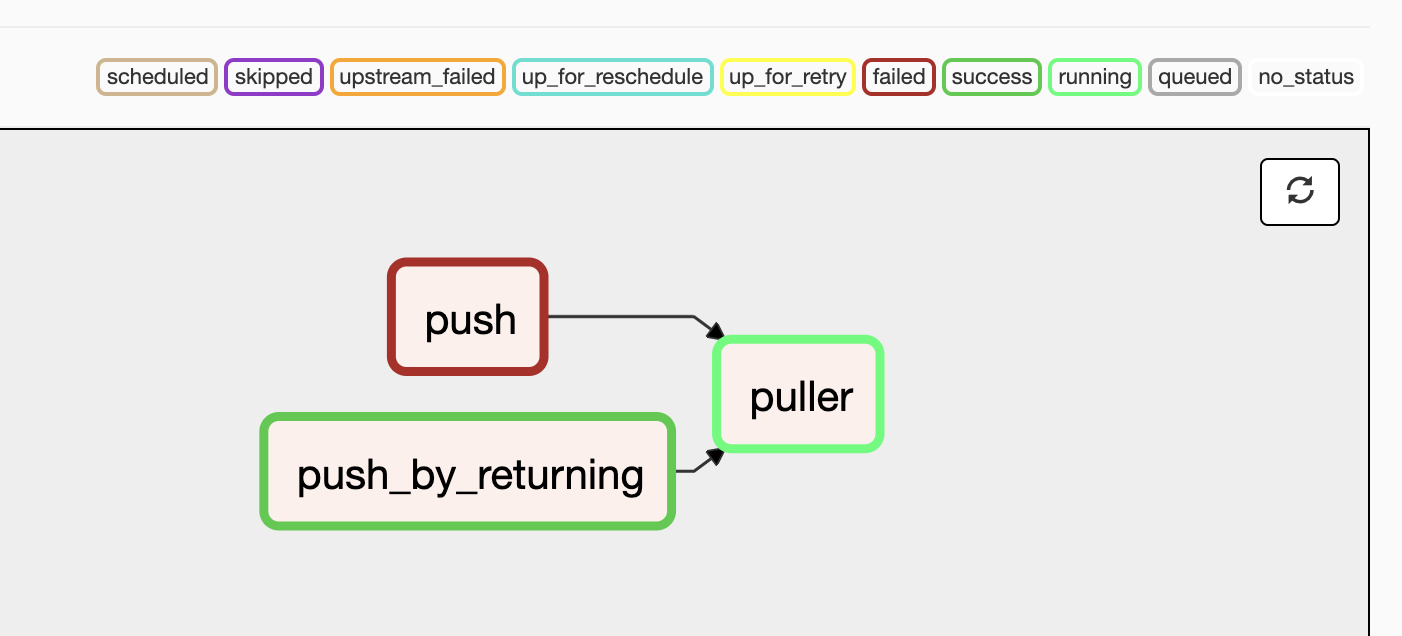 scheduled skipped upstream_failed up_for_reschedule up_for_retry failed success running queued no_status
push
puller
push_by_returning